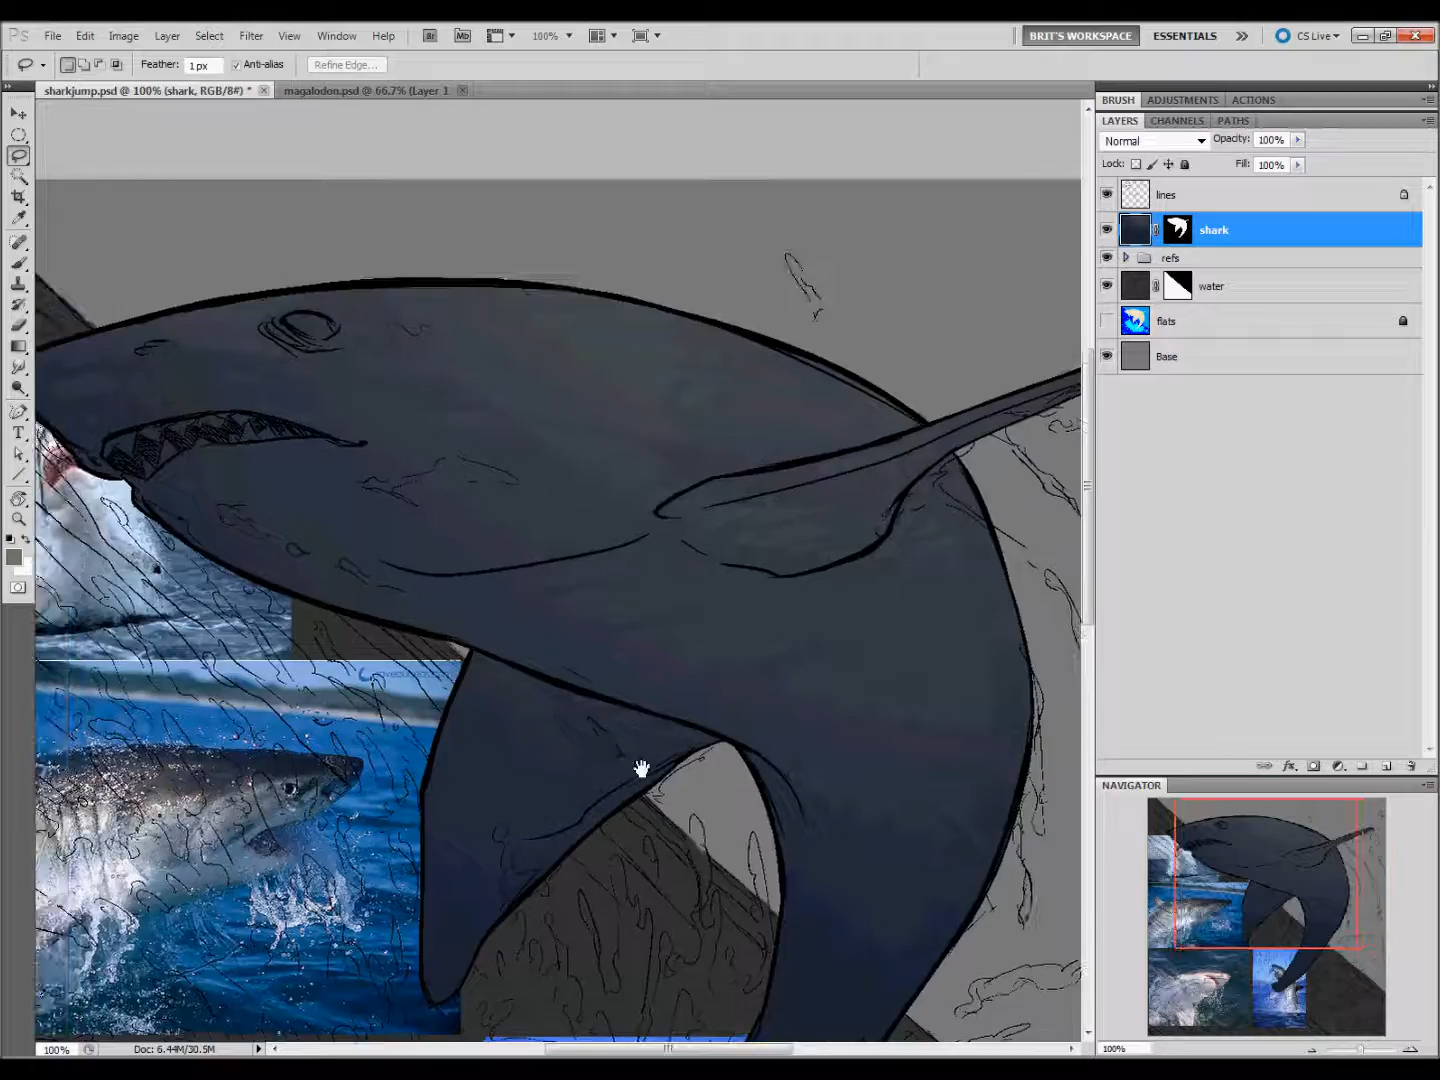 Ps File Edit Image Layer Select Filter View Window Help Br Mb 100% BRIT'S WORKSPACE ESSENTIALS CS Live
Feather: 1 px Anti-alias Refine Edge...
sharkjump.psd @ 100% (shark, RGB/8#) * magalodon.psd @ 66.7% (Layer 1
BRUSH ADJUSTMENTS ACTIONS
LAYERS CHANNELS PATHS
Normal Opacity: 100%
Lock: Fill: 100%
lines
shark
refs
water
flats
Base
NAVIGATOR
100% Doc: 6.44M/30.5M 100%